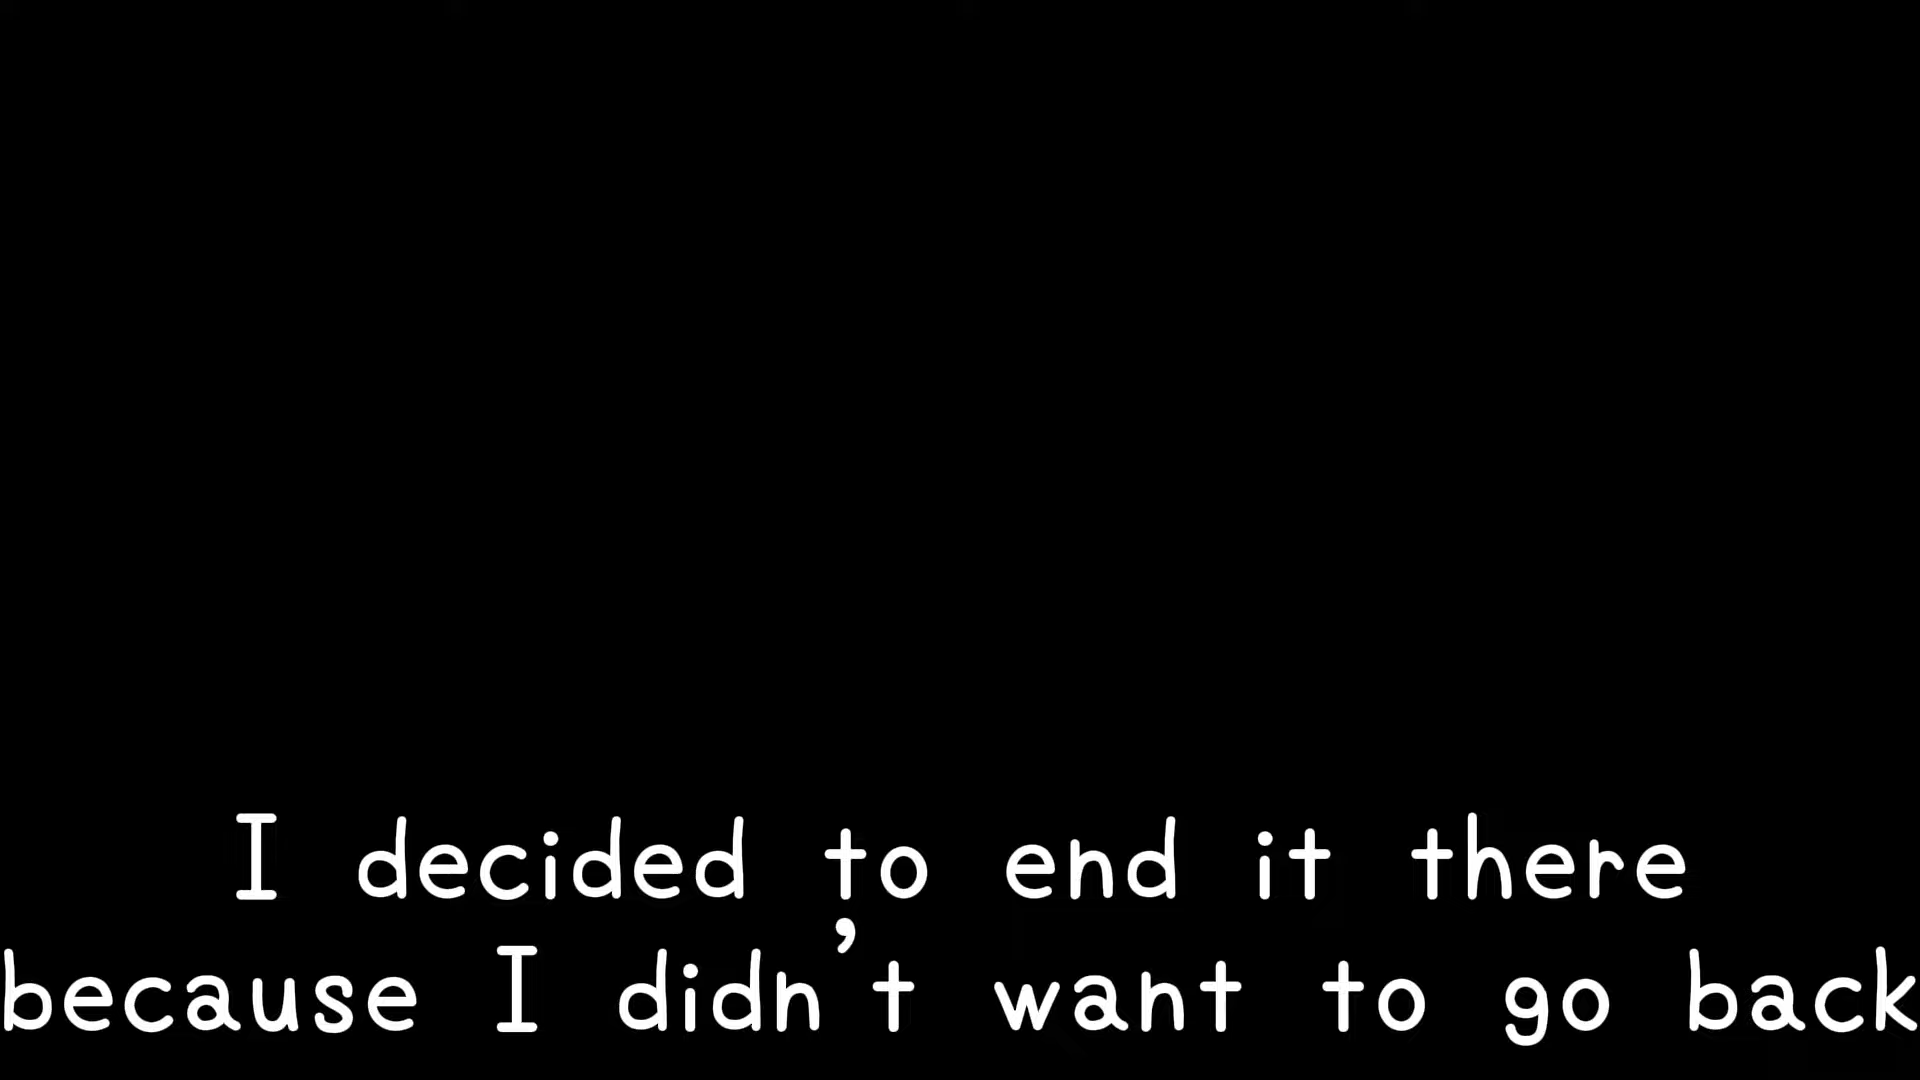 I decided to end it there
because I didn't want to go back